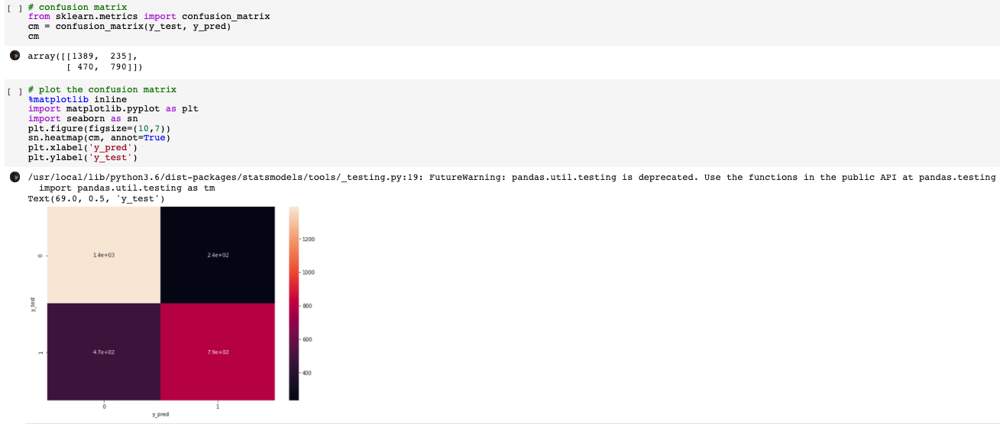 [ ] # confusion matrix
from sklearn.metrics import confusion_matrix
cm = confusion_matrix(y_test, y_pred)
cm
array([[1389,  235],
       [ 470,  790]])
[ ] # plot the confusion matrix
%matplotlib inline
import matplotlib.pyplot as plt
import seaborn as sn
plt.figure(figsize=(10,7))
sn.heatmap(cm, annot=True)
plt.xlabel('y_pred')
plt.ylabel('y_test')
/usr/local/lib/python3.6/dist-packages/statsmodels/tools/_testing.py:19: FutureWarning: pandas.util.testing is deprecated. Use the functions in the public API at pandas.testing
  import pandas.util.testing as tm
Text(69.0, 0.5, 'y_test')
1200
0 1.4e+03 2.4e+02
1000
800
y_test
600
1 4.7e+02 7.9e+02
400
0 1
y_pred